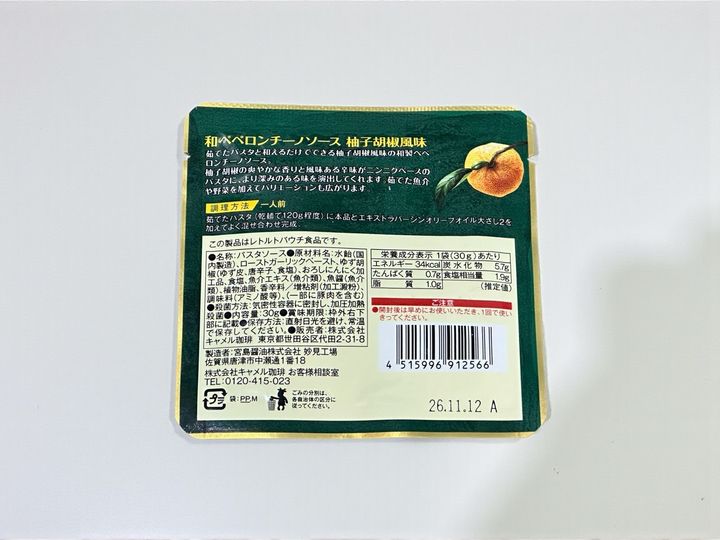 和ペペロンチーノソース 柚子胡椒風味
茹でたパスタと和えるだけでできる柚子胡椒風味の和製ペペ
ロンチーノソース。
柚子胡椒の爽やかな香りと風味ある辛味がニンニクベースの
パスタに、より深みのある味を演出してくれます。茹でた魚介
や野菜を加えてバリエーションも広がります。
調理方法 一人前
茹でたパスタ(乾麺で120g程度)に本品とエキストラバージンオリーブオイル大さじ2を
加えてよく混ぜ合わせ完成。
この製品はレトルトパウチ食品です。
●名称:パスタソース●原材料名:水飴(国
内製造)、ローストガーリックペースト、ゆず胡
椒(ゆず皮、唐辛子、食塩)、おろしにんにく加
工品、食塩、魚介エキス(魚介類)、魚醤(魚介
類)、植物油脂、香辛料/増粘剤(加工澱粉)、
調味料(アミノ酸等)、(一部に豚肉を含む)
●殺菌方法:気密性容器に密封し、加圧加熱
殺菌●内容量:30g●賞味期限:枠外右下
部に記載●保存方法:直射日光を避け、常温
で保存してください。●販売者:株式会社
キャメル珈琲 東京都世田谷区代田2-31-8
製造者:宮島醤油株式会社 妙見工場
佐賀県唐津市中瀬通1番18
株式会社キャメル珈琲 お客様相談室
TEL:0120-415-023
プラ
袋:PP,M
ごみの分別は、
各自治体の区分に
従ってください。
栄養成分表示 1袋(30g)あたり
エネルギー 34kcal 炭水化物 5.7g
たんぱく質 0.7g 食塩相当量 1.9g
脂質 1.0g (推定値)
ご注意
●開封後は早めにお使いいただき、1回で使い
きってください。
4 515996 912566
26.11.12 A